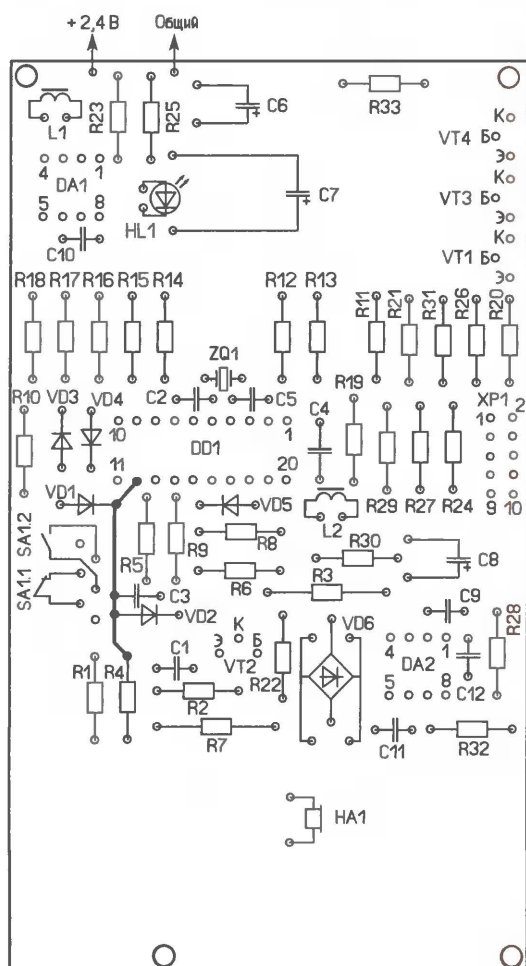 +2,4 В Общий
L1 R23 R25 C6 R33
4 1 DA1 5 8
HL1 C7
C10
К VT4 Б Э
К VT3 Б Э
К VT1 Б Э
R18 R17 R16 R15 R14 R12 R13 R11 R21 R31 R26 R20
ZQ1
R10 VD3 VD4 C2 C5 C4 R19 XP1
10 1 DD1 11 20
1 2 9 10
R29 R27 R24
VD1 VD5 L2
SA1.2 SA1.1
R5 R9 R8 R30 C8
R6 R3
C3 VD2
C9 R28
C1 Э К Б VT2 VD6
4 1 DA2 5 8
R1 R4 R2 R22 C12
R7 C11 R32
HA1